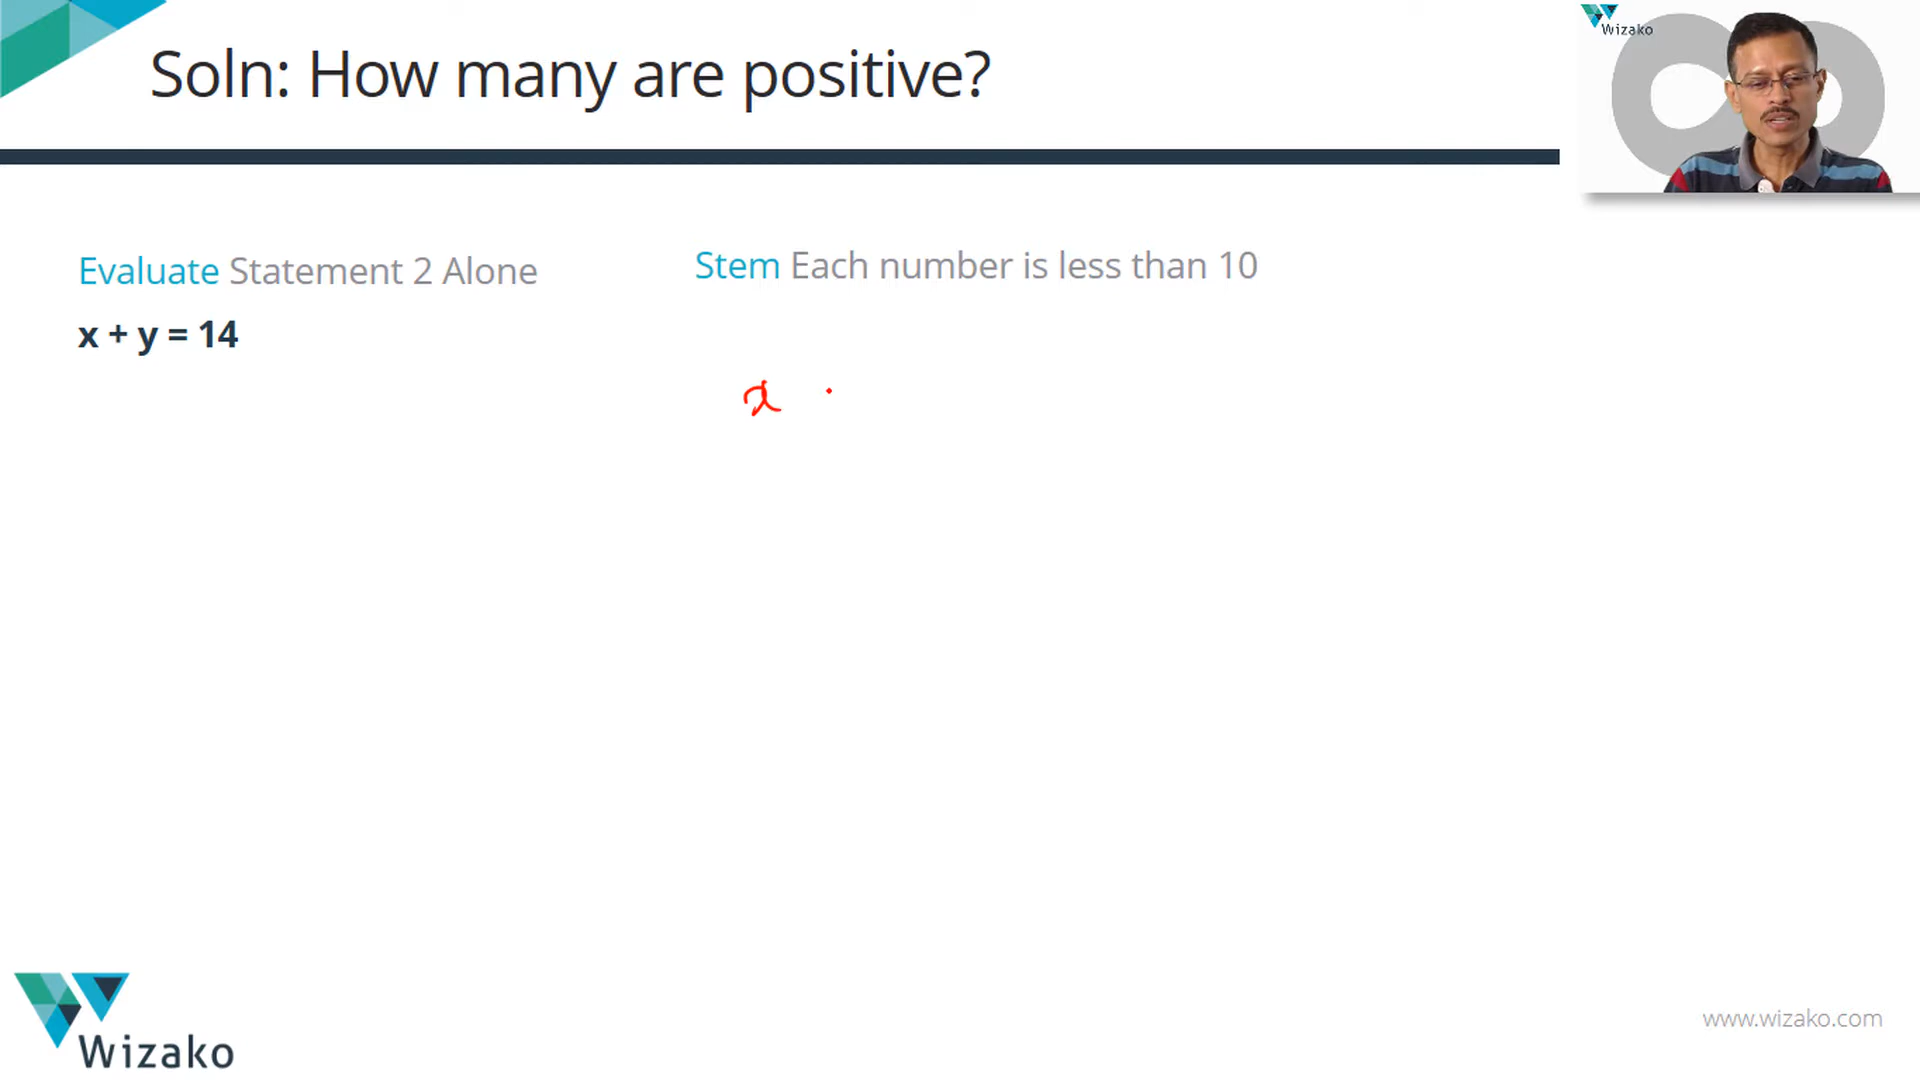 Wizako
Soln: How many are positive?
Evaluate Statement 2 Alone
Stem Each number is less than 10
x + y = 14
x
Wizako
www.wizako.com